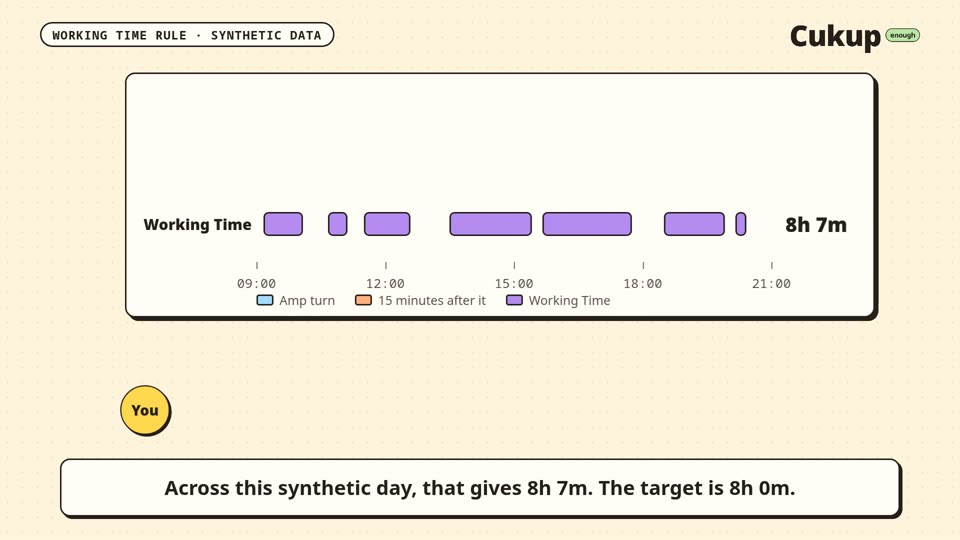 WORKING TIME RULE · SYNTHETIC DATA
Cukup enough
Working Time 8h 7m
09:00 12:00 15:00 18:00 21:00
Amp turn 15 minutes after it Working Time
You
Across this synthetic day, that gives 8h 7m. The target is 8h 0m.